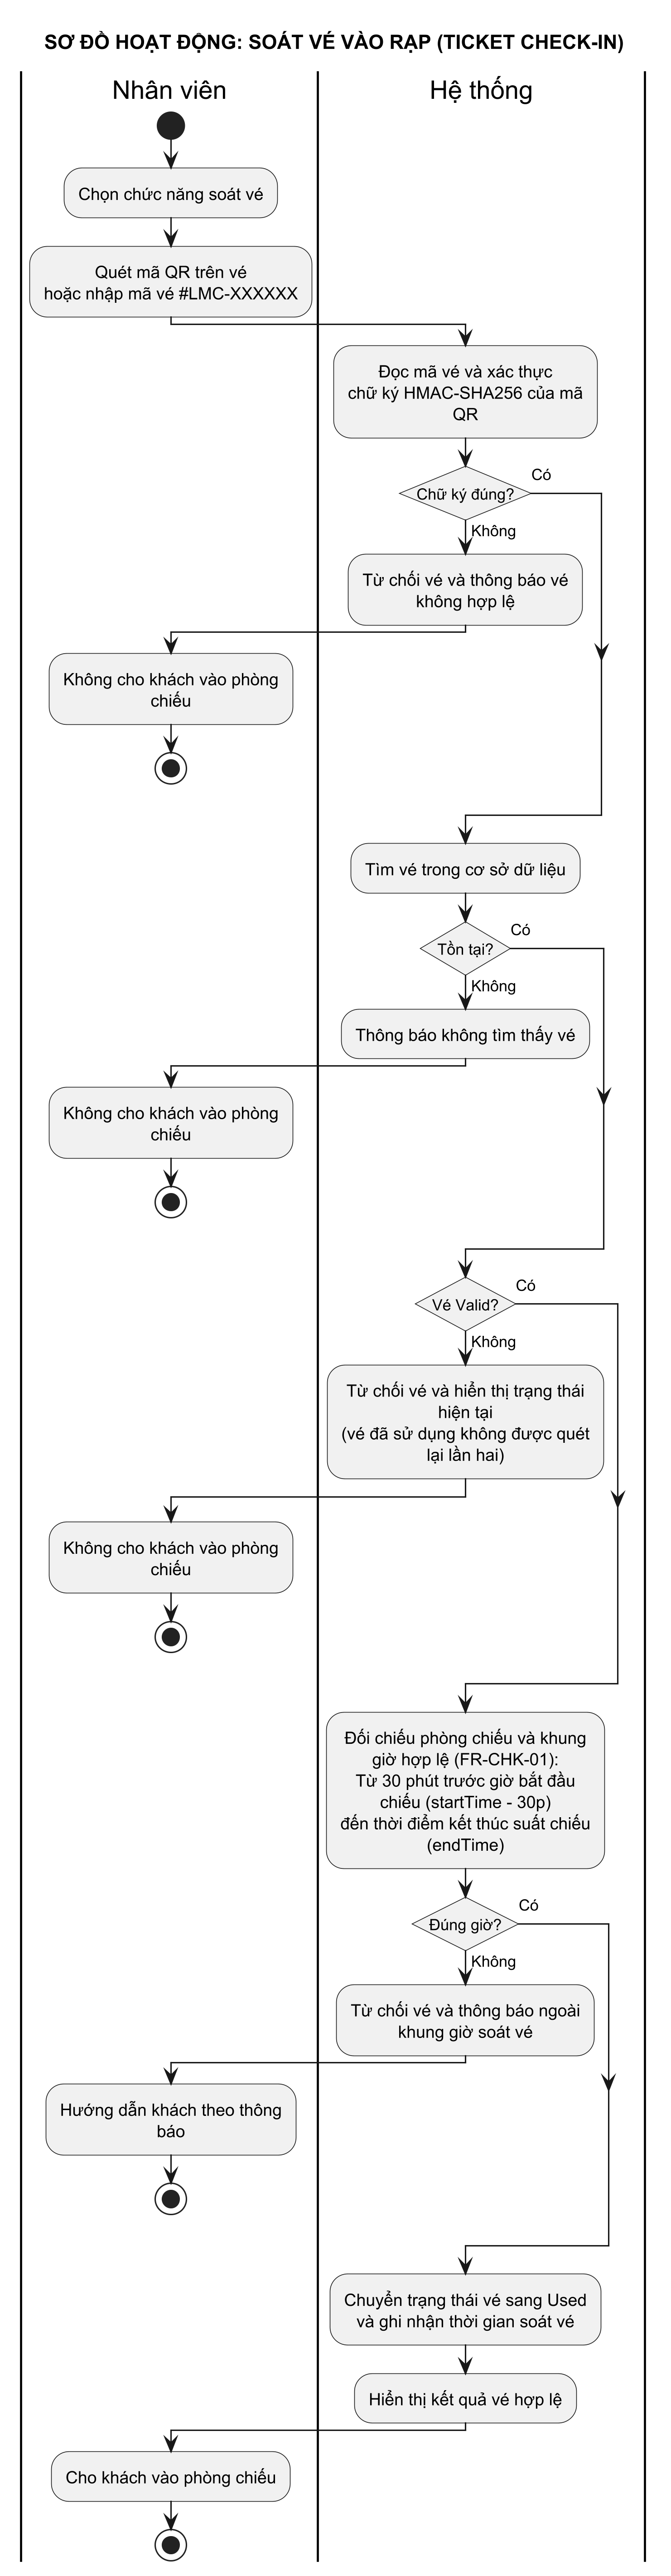 SƠ ĐỒ HOẠT ĐỘNG: SOÁT VÉ VÀO RẠP (TICKET CHECK-IN)
Nhân viên
Hệ thống
Chọn chức năng soát vé
Quét mã QR trên vé
hoặc nhập mã vé #LMC-XXXXXX
Đọc mã vé và xác thực
chữ ký HMAC-SHA256 của mã
QR
Chữ ký đúng?
Có
Không
Từ chối vé và thông báo vé
không hợp lệ
Không cho khách vào phòng
chiếu
Tìm vé trong cơ sở dữ liệu
Tồn tại?
Có
Không
Thông báo không tìm thấy vé
Không cho khách vào phòng
chiếu
Vé Valid?
Có
Không
Từ chối vé và hiển thị trạng thái
hiện tại
(vé đã sử dụng không được quét
lại lần hai)
Không cho khách vào phòng
chiếu
Đối chiếu phòng chiếu và khung
giờ hợp lệ (FR-CHK-01):
Từ 30 phút trước giờ bắt đầu
chiếu (startTime - 30p)
đến thời điểm kết thúc suất chiếu
(endTime)
Đúng giờ?
Có
Không
Từ chối vé và thông báo ngoài
khung giờ soát vé
Hướng dẫn khách theo thông
báo
Chuyển trạng thái vé sang Used
và ghi nhận thời gian soát vé
Hiển thị kết quả vé hợp lệ
Cho khách vào phòng chiếu